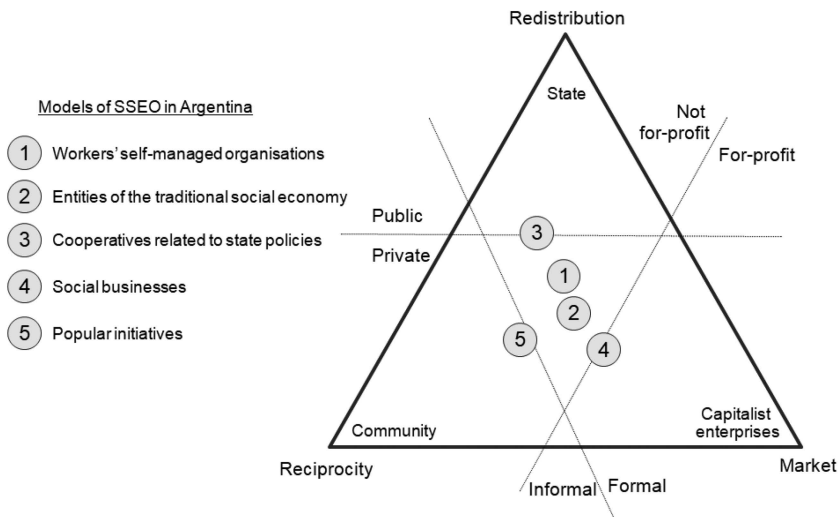 Redistribution
State
Models of SSEO in Argentina
1 Workers' self-managed organisations
2 Entities of the traditional social economy
3 Cooperatives related to state policies
4 Social businesses
5 Popular initiatives
Not
for-profit
For-profit
Public
Private
3
1
2
5
4
Community
Capitalist
enterprises
Reciprocity
Market
Informal
Formal